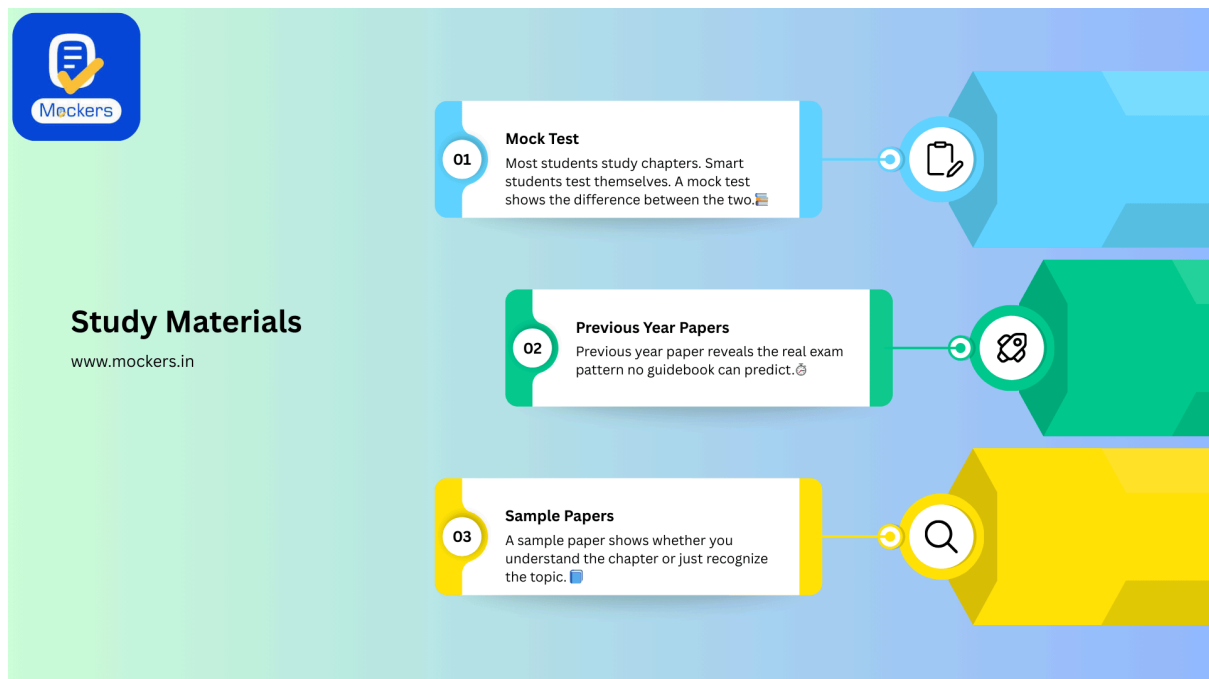 Mockers
Study Materials
www.mockers.in
01
Mock Test
Most students study chapters. Smart
students test themselves. A mock test
shows the difference between the two.📚
02
Previous Year Papers
Previous year paper reveals the real exam
pattern no guidebook can predict.⏱
03
Sample Papers
A sample paper shows whether you
understand the chapter or just recognize
the topic. 📘